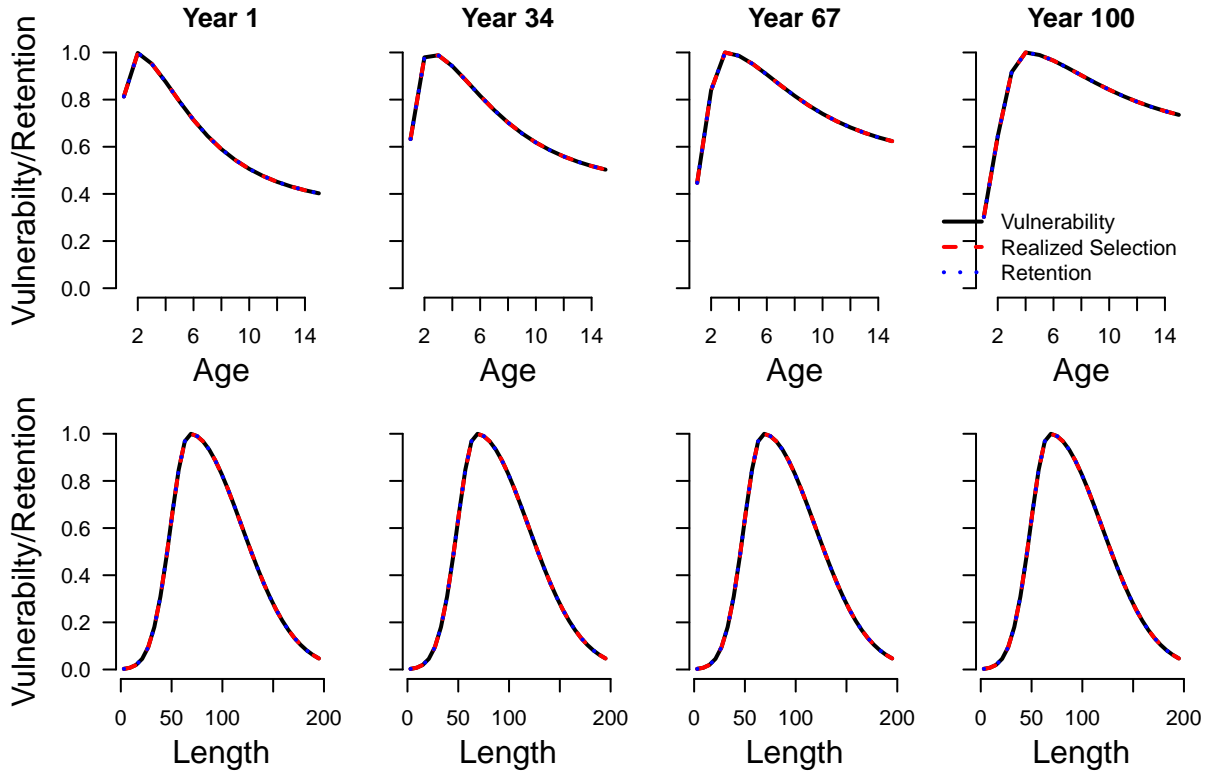 Year 1
Year 34
Year 67
Year 100
Vulnerabilty/Retention
1.0
0.8
0.6
0.4
0.2
0.0
Vulnerability
Realized Selection
Retention
2 6 10 14
2 6 10 14
2 6 10 14
2 6 10 14
Age
Age
Age
Age
Vulnerabilty/Retention
1.0
0.8
0.6
0.4
0.2
0.0
0 50 100 200
0 50 100 200
0 50 100 200
0 50 100 200
Length
Length
Length
Length